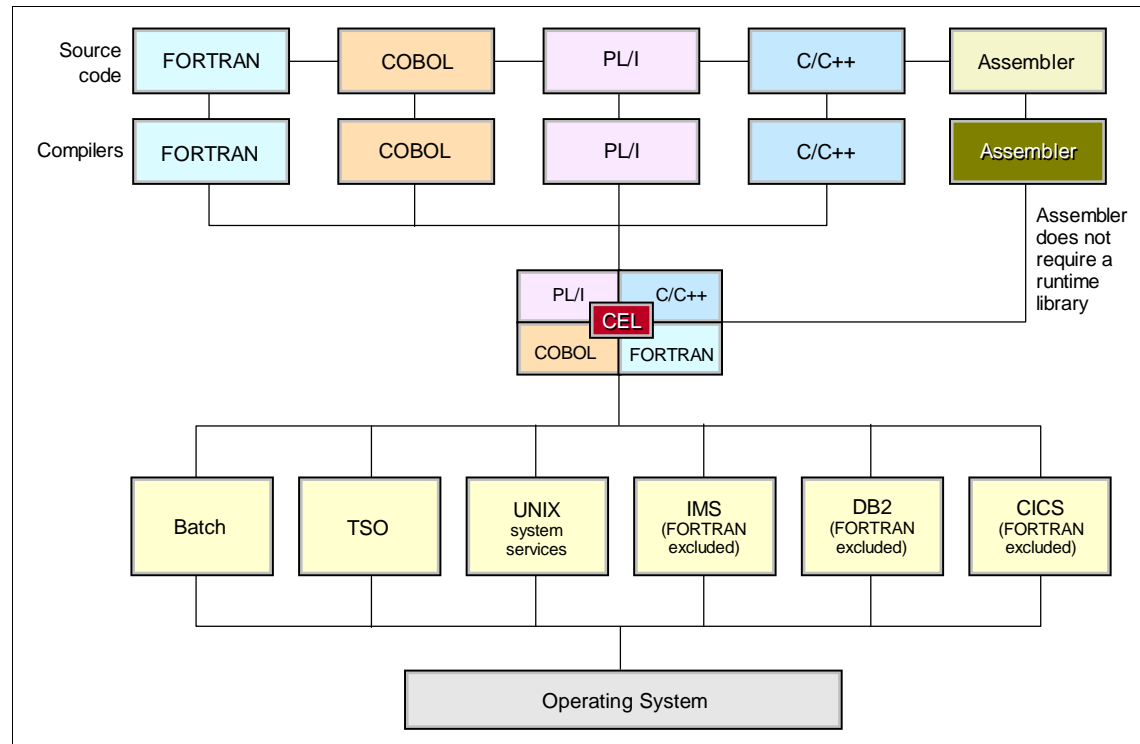 Source
code
FORTRAN
COBOL
PL/I
C/C++
Assembler
Compilers
FORTRAN
COBOL
PL/I
C/C++
Assembler
Assembler
does not
require a
runtime
library
PL/I
C/C++
CEL
COBOL
FORTRAN
Batch
TSO
UNIX
system
services
IMS
(FORTRAN
excluded)
DB2
(FORTRAN
excluded)
CICS
(FORTRAN
excluded)
Operating System